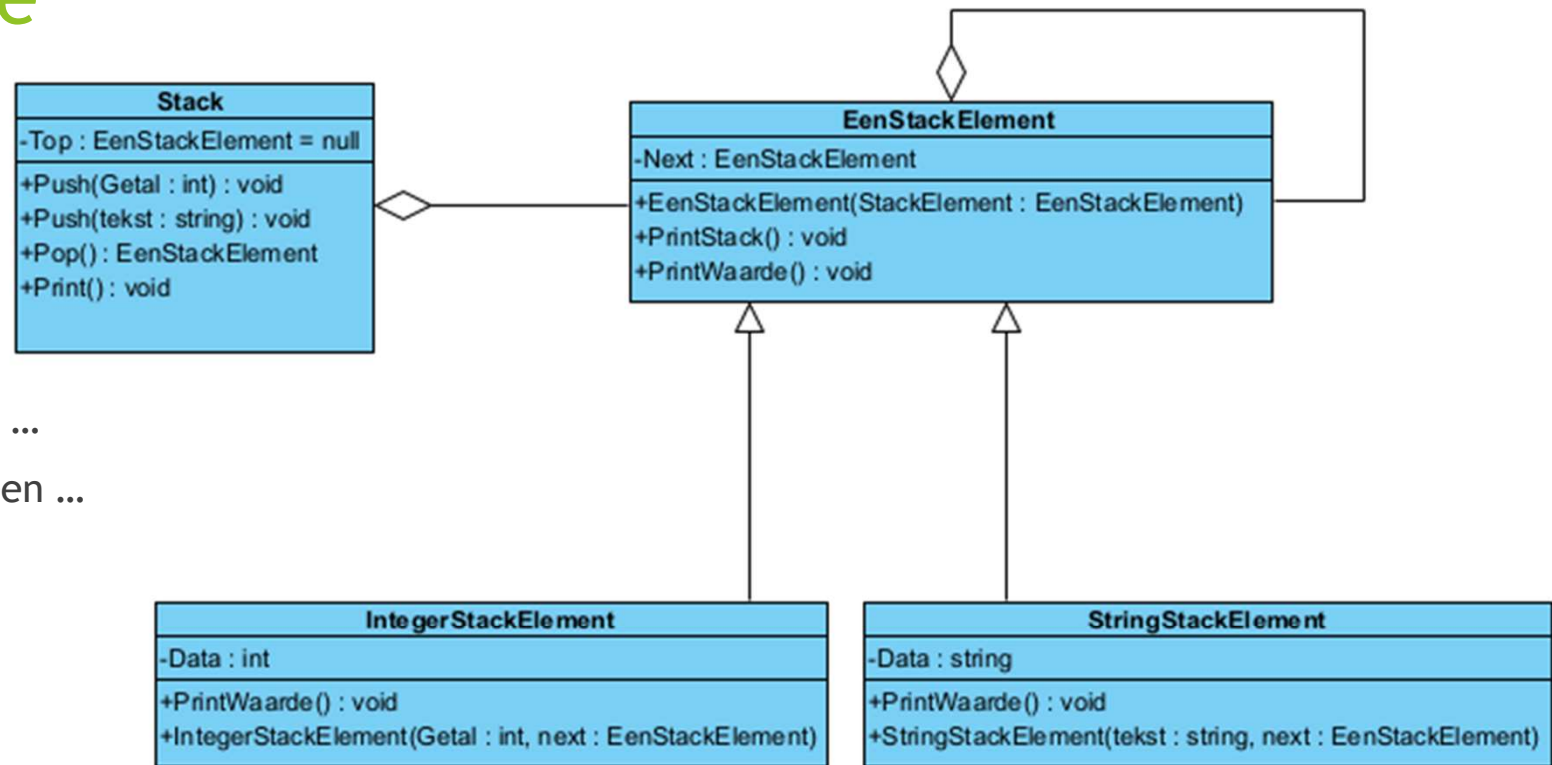 e
Stack
-Top : EenStackElement = null
+Push(Getal : int) : void
+Push(tekst : string) : void
+Pop() : EenStackElement
+Print() : void
EenStackElement
-Next : EenStackElement
+EenStackElement(StackElement : EenStackElement)
+PrintStack() : void
+PrintWaarde() : void
...
en ...
IntegerStackElement
-Data : int
+PrintWaarde() : void
+IntegerStackElement(Getal : int, next : EenStackElement)
StringStackElement
-Data : string
+PrintWaarde() : void
+StringStackElement(tekst : string, next : EenStackElement)